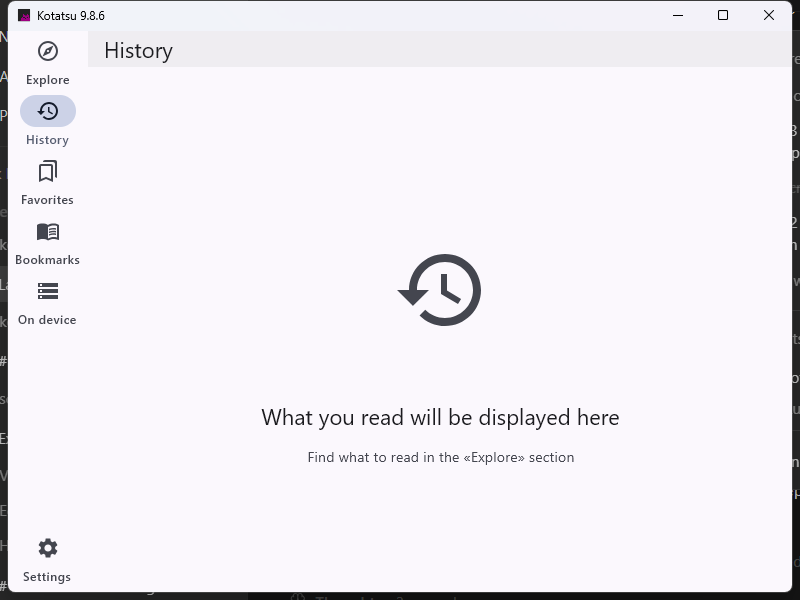 Kotatsu 9.8.6
Explore
History
Favorites
Bookmarks
On device
Settings
History
What you read will be displayed here
Find what to read in the «Explore» section